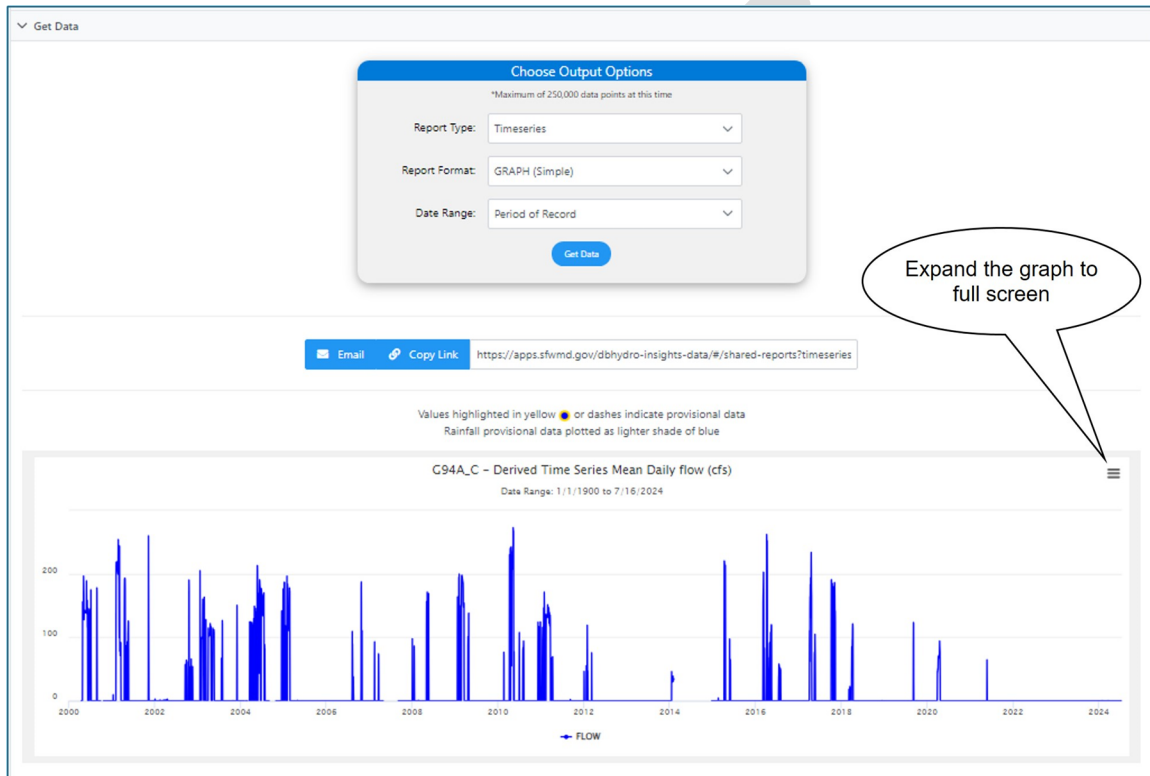 Get Data
Choose Output Options
*Maximum of 250,000 data points at this time
Report Type: Timeseries
Report Format: GRAPH (Simple)
Date Range: Period of Record
Get Data
Expand the graph to
full screen
Email Copy Link https://apps.sfwmd.gov/dbhydro-insights-data/#/shared-reports?timeseries
Values highlighted in yellow or dashes indicate provisional data
Rainfall provisional data plotted as lighter shade of blue
G94A_C – Derived Time Series Mean Daily flow (cfs)
Date Range: 1/1/1900 to 7/16/2024
200
100
0
2000 2002 2004 2006 2008 2010 2012 2014 2016 2018 2020 2022 2024
FLOW